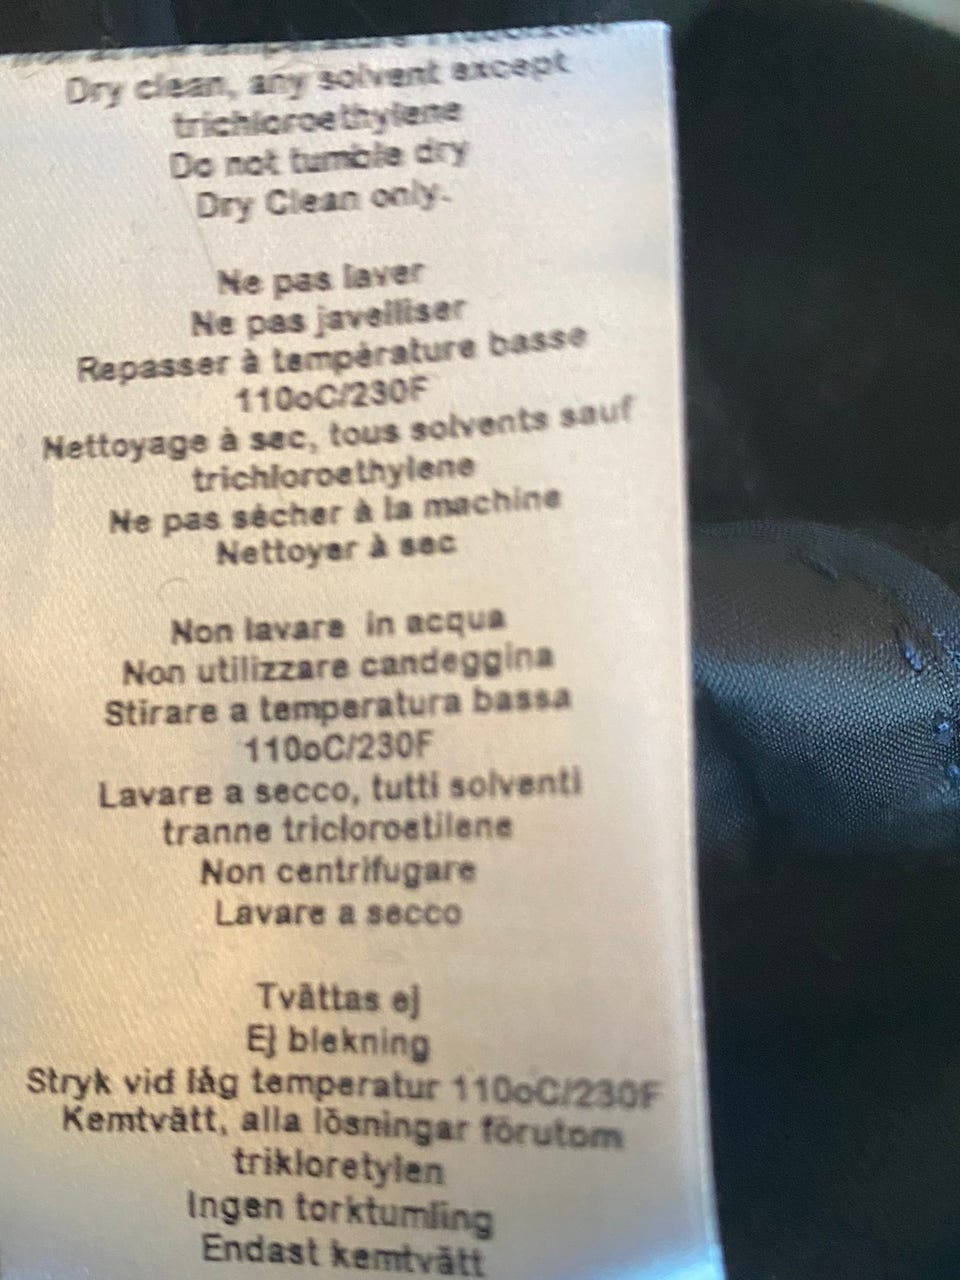 temperature
Dry clean, any solvent except
trichloroethylene
Do not tumble dry
Dry Clean only.
Ne pas laver
Ne pas javelliser
Repasser à température basse
110oC/230F
Nettoyage à sec, tous solvents sauf
trichloroethylene
Ne pas sécher à la machine
Nettoyer à sec
Non lavare in acqua
Non utilizzare candeggina
Stirare a temperatura bassa
110oC/230F
Lavare a secco, tutti solventi
tranne tricloroetilene
Non centrifugare
Lavare a secco
Tvättas ej
Ej blekning
Stryk vid låg temperatur 110oC/230F
Kemtvätt, alla lösningar förutom
trikloretylen
Ingen torktumling
Endast kemtvätt